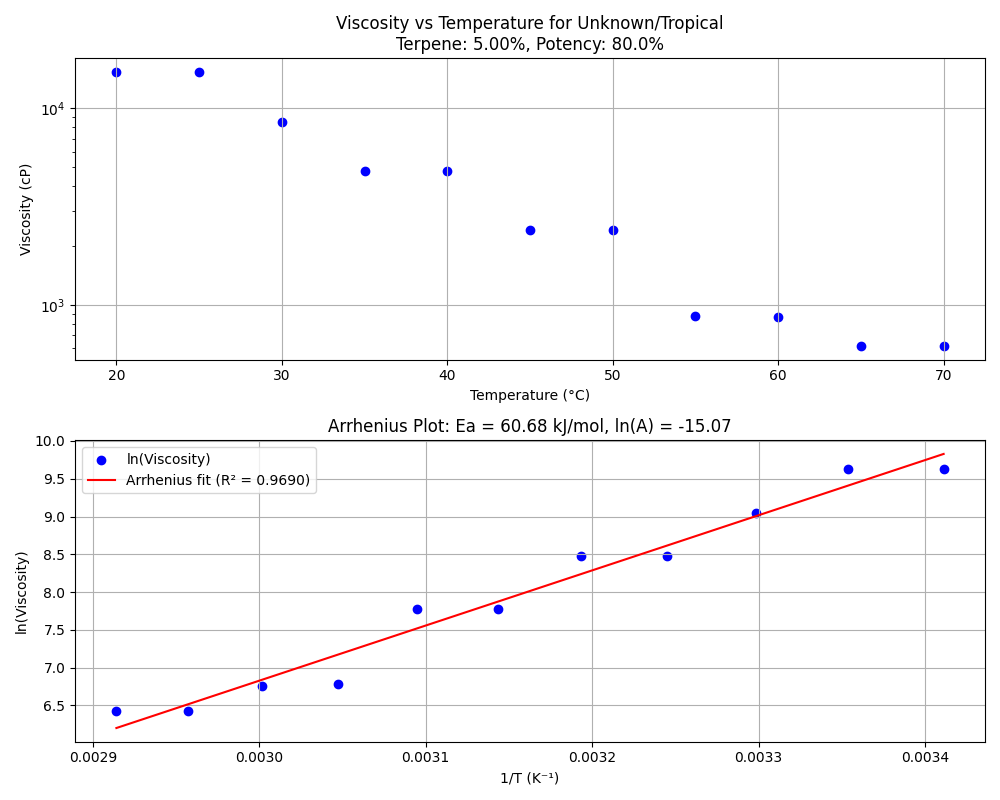 Viscosity vs Temperature for Unknown/Tropical
Terpene: 5.00%, Potency: 80.0%
Viscosity (cP)
10⁴
10³
20 30 40 50 60 70
Temperature (°C)
Arrhenius Plot: Ea = 60.68 kJ/mol, ln(A) = -15.07
ln(Viscosity)
Arrhenius fit (R² = 0.9690)
ln(Viscosity)
10.0
9.5
9.0
8.5
8.0
7.5
7.0
6.5
0.0029 0.0030 0.0031 0.0032 0.0033 0.0034
1/T (K⁻¹)